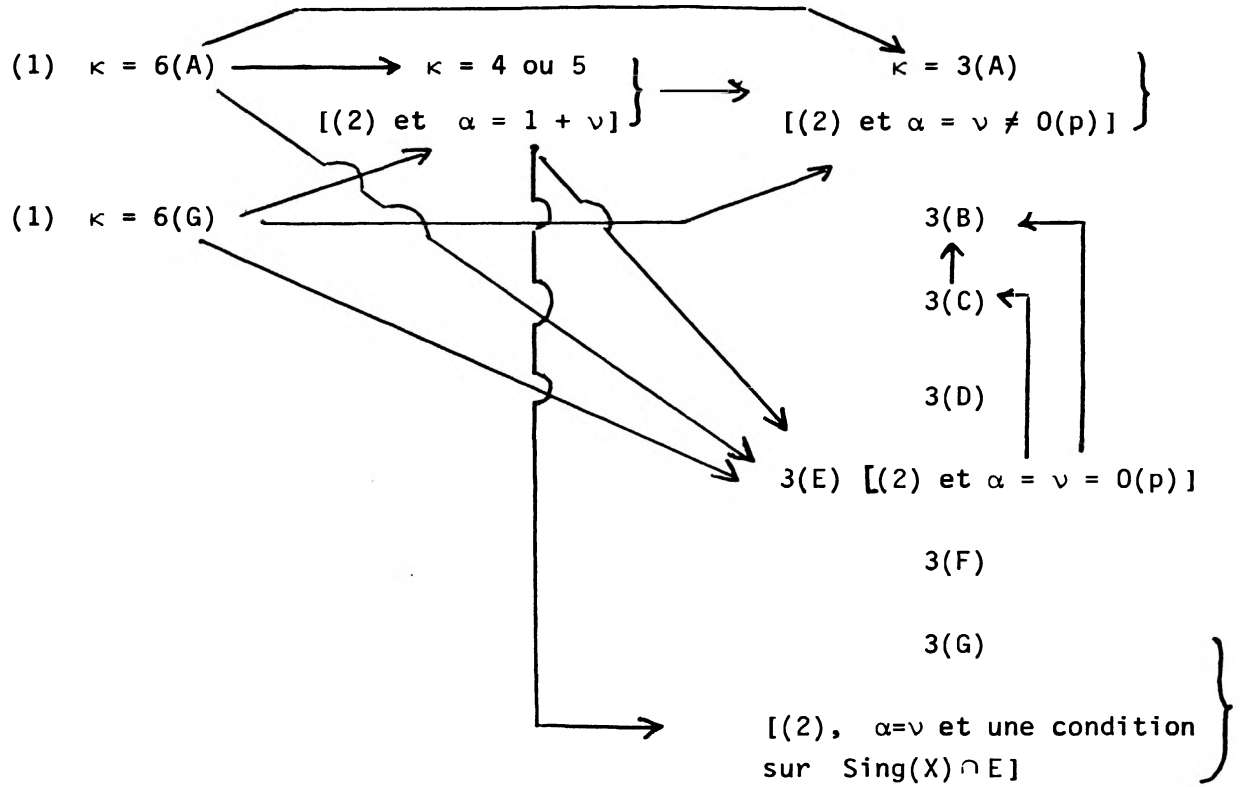 (1) κ = 6(A) κ = 4 ou 5 κ = 3(A)
[(2) et α = 1 + ν] [(2) et α = ν ≠ 0(p)]
(1) κ = 6(G) 3(B)
3(C)
3(D)
3(E) [(2) et α = ν = 0(p)]
3(F)
3(G)
[(2), α=ν et une condition
sur Sing(X)∩E]